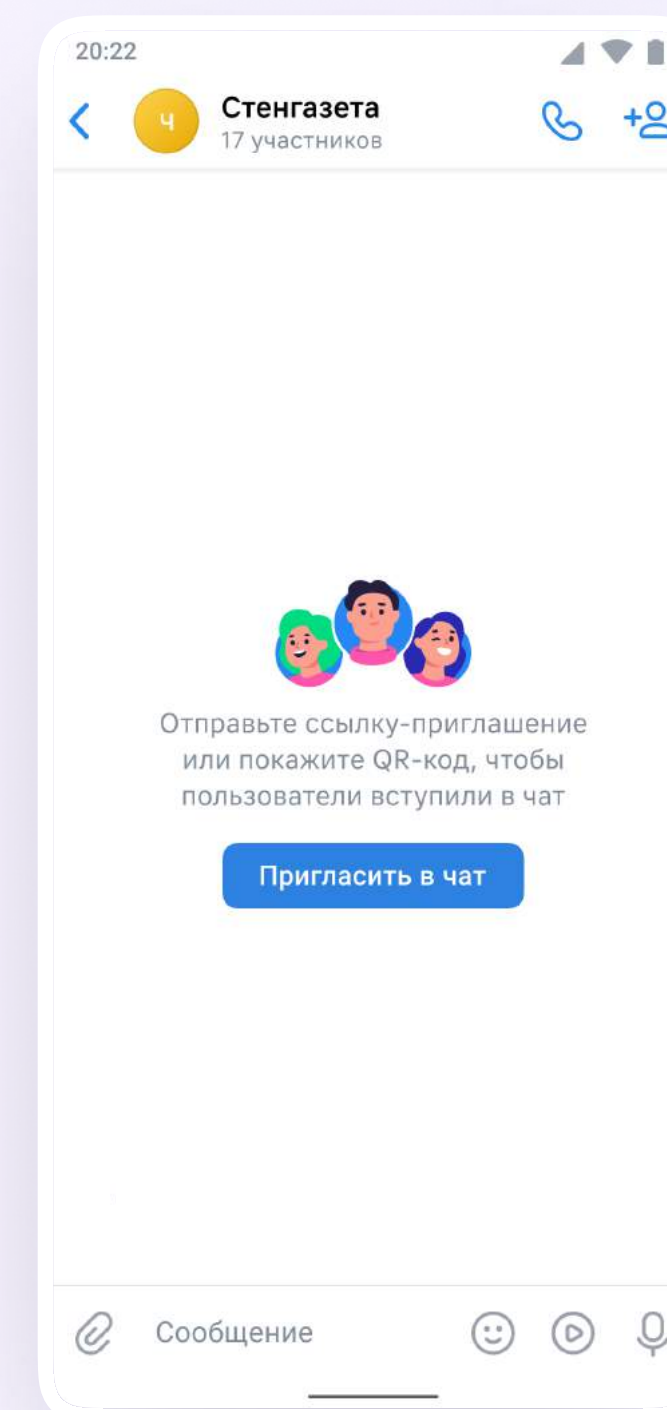 20:22
Ч
Стенгазета
17 участников
Отправьте ссылку-приглашение
или покажите QR-код, чтобы
пользователи вступили в чат
Пригласить в чат
Сообщение